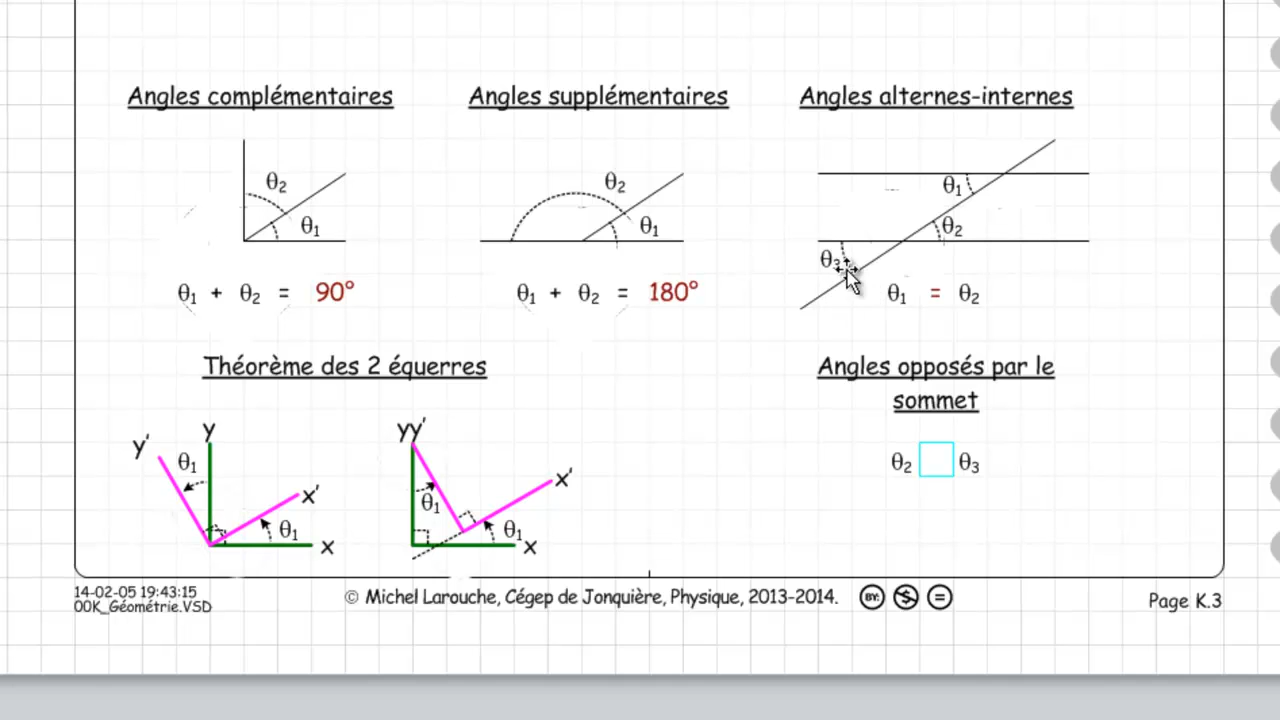 Angles complémentaires
θ2
θ1
θ1 + θ2 = 90°
Angles supplémentaires
θ2
θ1
θ1 + θ2 = 180°
Angles alternes-internes
θ1
θ2
θ3
θ1 = θ2
Théorème des 2 équerres
y'
y
θ1
x'
θ1
x
yy'
θ1
x'
θ1
x
Angles opposés par le
sommet
θ2 θ3
14-02-05 19:43:15
00K_Géométrie.VSD
© Michel Larouche, Cégep de Jonquière, Physique, 2013-2014.
BY: $ =
Page K.3